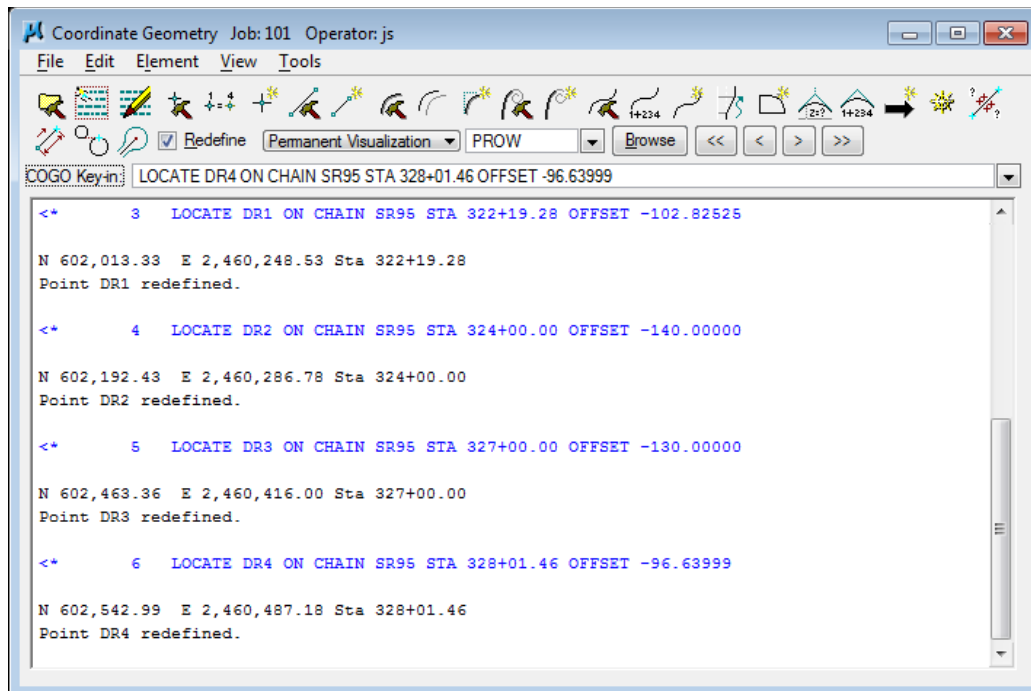 Coordinate Geometry Job: 101 Operator: js
File Edit Element View Tools
Redefine Permanent Visualization PROW Browse << < > >>
COGO Key-in: LOCATE DR4 ON CHAIN SR95 STA 328+01.46 OFFSET -96.63999
<* 3 LOCATE DR1 ON CHAIN SR95 STA 322+19.28 OFFSET -102.82525
N 602,013.33 E 2,460,248.53 Sta 322+19.28
Point DR1 redefined.
<* 4 LOCATE DR2 ON CHAIN SR95 STA 324+00.00 OFFSET -140.00000
N 602,192.43 E 2,460,286.78 Sta 324+00.00
Point DR2 redefined.
<* 5 LOCATE DR3 ON CHAIN SR95 STA 327+00.00 OFFSET -130.00000
N 602,463.36 E 2,460,416.00 Sta 327+00.00
Point DR3 redefined.
<* 6 LOCATE DR4 ON CHAIN SR95 STA 328+01.46 OFFSET -96.63999
N 602,542.99 E 2,460,487.18 Sta 328+01.46
Point DR4 redefined.